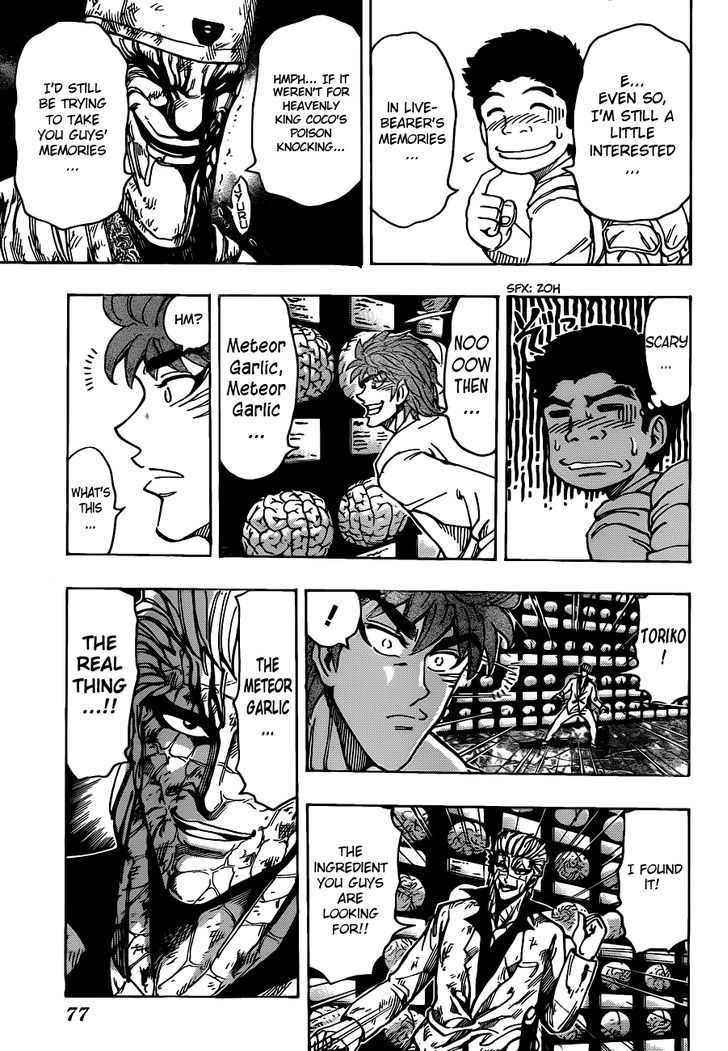 E...
EVEN SO,
I'M STILL A
LITTLE
INTERESTED
...
IN LIVE-
BEARER'S
MEMORIES
...
HMPH... IF IT
WEREN'T FOR
HEAVENLY
KING COCO'S
POISON
KNOCKING...
JYURU
I'D STILL
BE TRYING
TO TAKE
YOU GUYS'
MEMORIES
...
SFX: ZOH
SCARY
...
NOO
OOW
THEN
...
Meteor
Garlic,
Meteor
Garlic
...
HM?
WHAT'S
THIS
...
TORIKO
!
!
THE
METEOR
GARLIC
...
THE
REAL
THING
...!!
I FOUND
IT!
THE
INGREDIENT
YOU GUYS
ARE
LOOKING
FOR!!
77